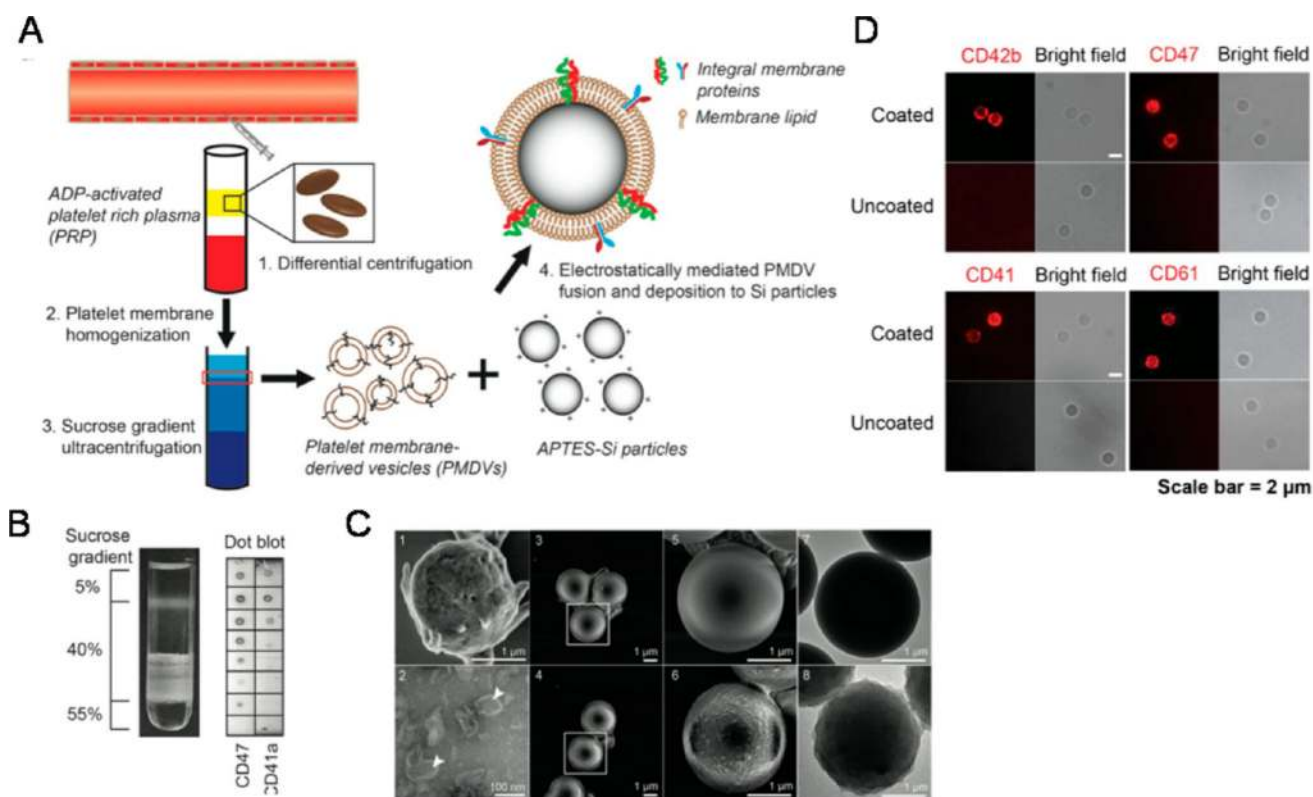 A
ADP-activated
platelet rich plasma
(PRP)
1. Differential centrifugation
2. Platelet membrane
homogenization
3. Sucrose gradient
ultracentrifugation
Platelet membrane-
derived vesicles (PMDVs)
APTES-Si particles
4. Electrostatically mediated PMDV
fusion and deposition to Si particles
Integral membrane
proteins
Membrane lipid
B
Sucrose
gradient
Dot blot
5%
40%
55%
CD47
CD41a
C
1
1 µm
3
1 µm
5
1 µm
7
1 µm
2
100 nm
4
1 µm
6
1 µm
8
1 µm
D
CD42b Bright field CD47 Bright field
Coated
Uncoated
CD41 Bright field CD61 Bright field
Coated
Uncoated
Scale bar = 2 µm